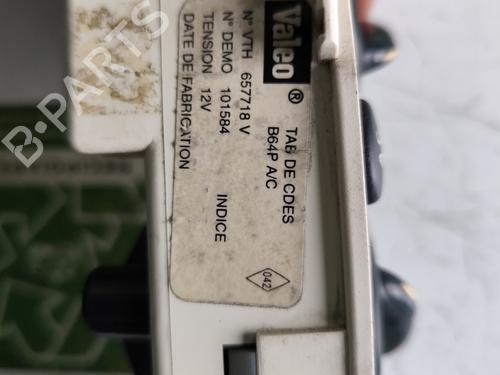 Valeo ®
TAB DE CDES
B64P A/C
N° VTH 657718 V
N° DEMO 101584 INDICE
TENSION 12V
DATE DE FABRICATION
(042)
B-PARTS